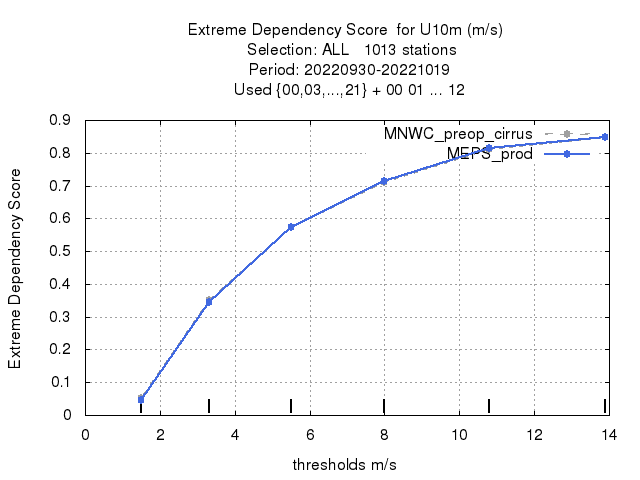 Extreme Dependency Score  for U10m (m/s)
Selection: ALL   1013 stations
Period: 20220930-20221019
Used {00,03,...,21} + 00 01 ... 12
MNWC_preop_cirrus
MEPS_prod
Extreme Dependency Score
0.9
0.8
0.7
0.6
0.5
0.4
0.3
0.2
0.1
0
0 2 4 6 8 10 12 14
thresholds m/s